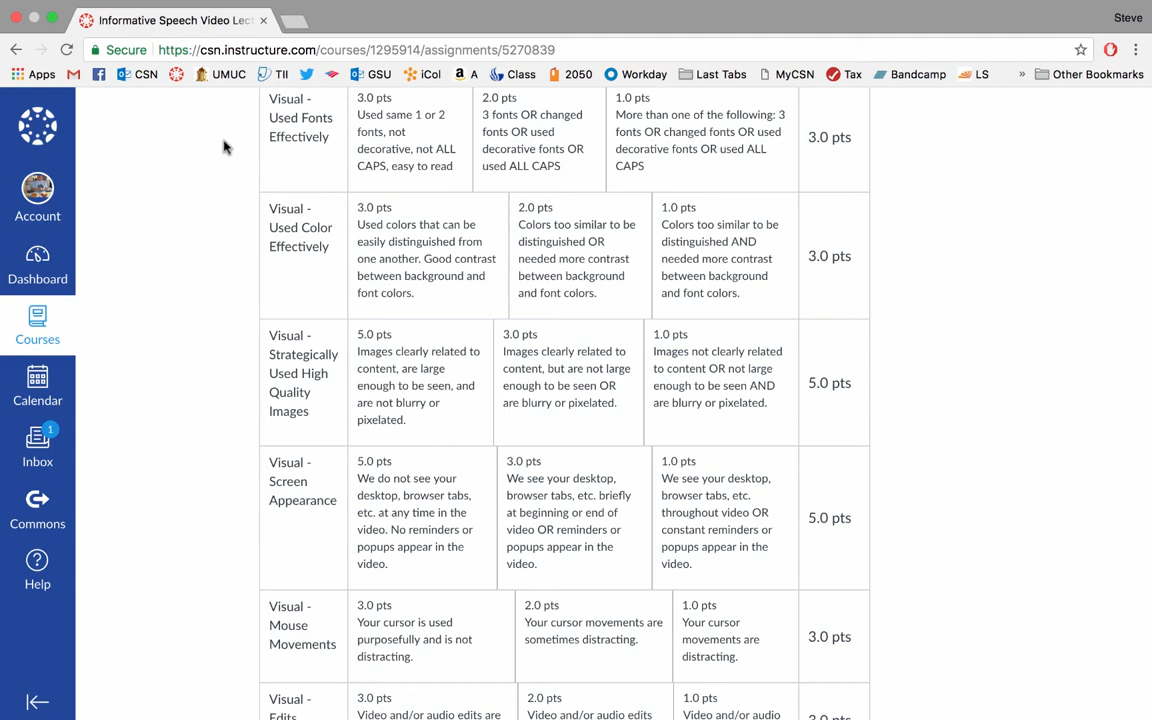 Informative Speech Video Lec
Steve
Secure https://csn.instructure.com/courses/1295914/assignments/5270839
Apps CSN UMUC TII GSU iCol A Class 2050 Workday Last Tabs MyCSN Tax Bandcamp LS » Other Bookmarks
Account
Dashboard
Courses
Calendar
1
Inbox
Commons
Help
Visual -
Used Fonts
Effectively
3.0 pts
Used same 1 or 2
fonts, not
decorative, not ALL
CAPS, easy to read
2.0 pts
3 fonts OR changed
fonts OR used
decorative fonts OR
used ALL CAPS
1.0 pts
More than one of the following: 3
fonts OR changed fonts OR used
decorative fonts OR used ALL
CAPS
3.0 pts
Visual -
Used Color
Effectively
3.0 pts
Used colors that can be
easily distinguished from
one another. Good contrast
between background and
font colors.
2.0 pts
Colors too similar to be
distinguished OR
needed more contrast
between background
and font colors.
1.0 pts
Colors too similar to be
distinguished AND
needed more contrast
between background
and font colors.
3.0 pts
Visual -
Strategically
Used High
Quality
Images
5.0 pts
Images clearly related to
content, are large
enough to be seen, and
are not blurry or
pixelated.
3.0 pts
Images clearly related to
content, but are not large
enough to be seen OR
are blurry or pixelated.
1.0 pts
Images not clearly related
to content OR not large
enough to be seen AND
are blurry or pixelated.
5.0 pts
Visual -
Screen
Appearance
5.0 pts
We do not see your
desktop, browser tabs,
etc. at any time in the
video. No reminders or
popups appear in the
video.
3.0 pts
We see your desktop,
browser tabs, etc. briefly
at beginning or end of
video OR reminders or
popups appear in the
video.
1.0 pts
We see your desktop,
browser tabs, etc.
throughout video OR
constant reminders or
popups appear in the
video.
5.0 pts
Visual -
Mouse
Movements
3.0 pts
Your cursor is used
purposefully and is not
distracting.
2.0 pts
Your cursor movements are
sometimes distracting.
1.0 pts
Your cursor
movements are
distracting.
3.0 pts
Visual -
Edits
3.0 pts
Video and/or audio edits are
2.0 pts
Video and/or audio edits
1.0 pts
Video and/or audio
3.0 pts